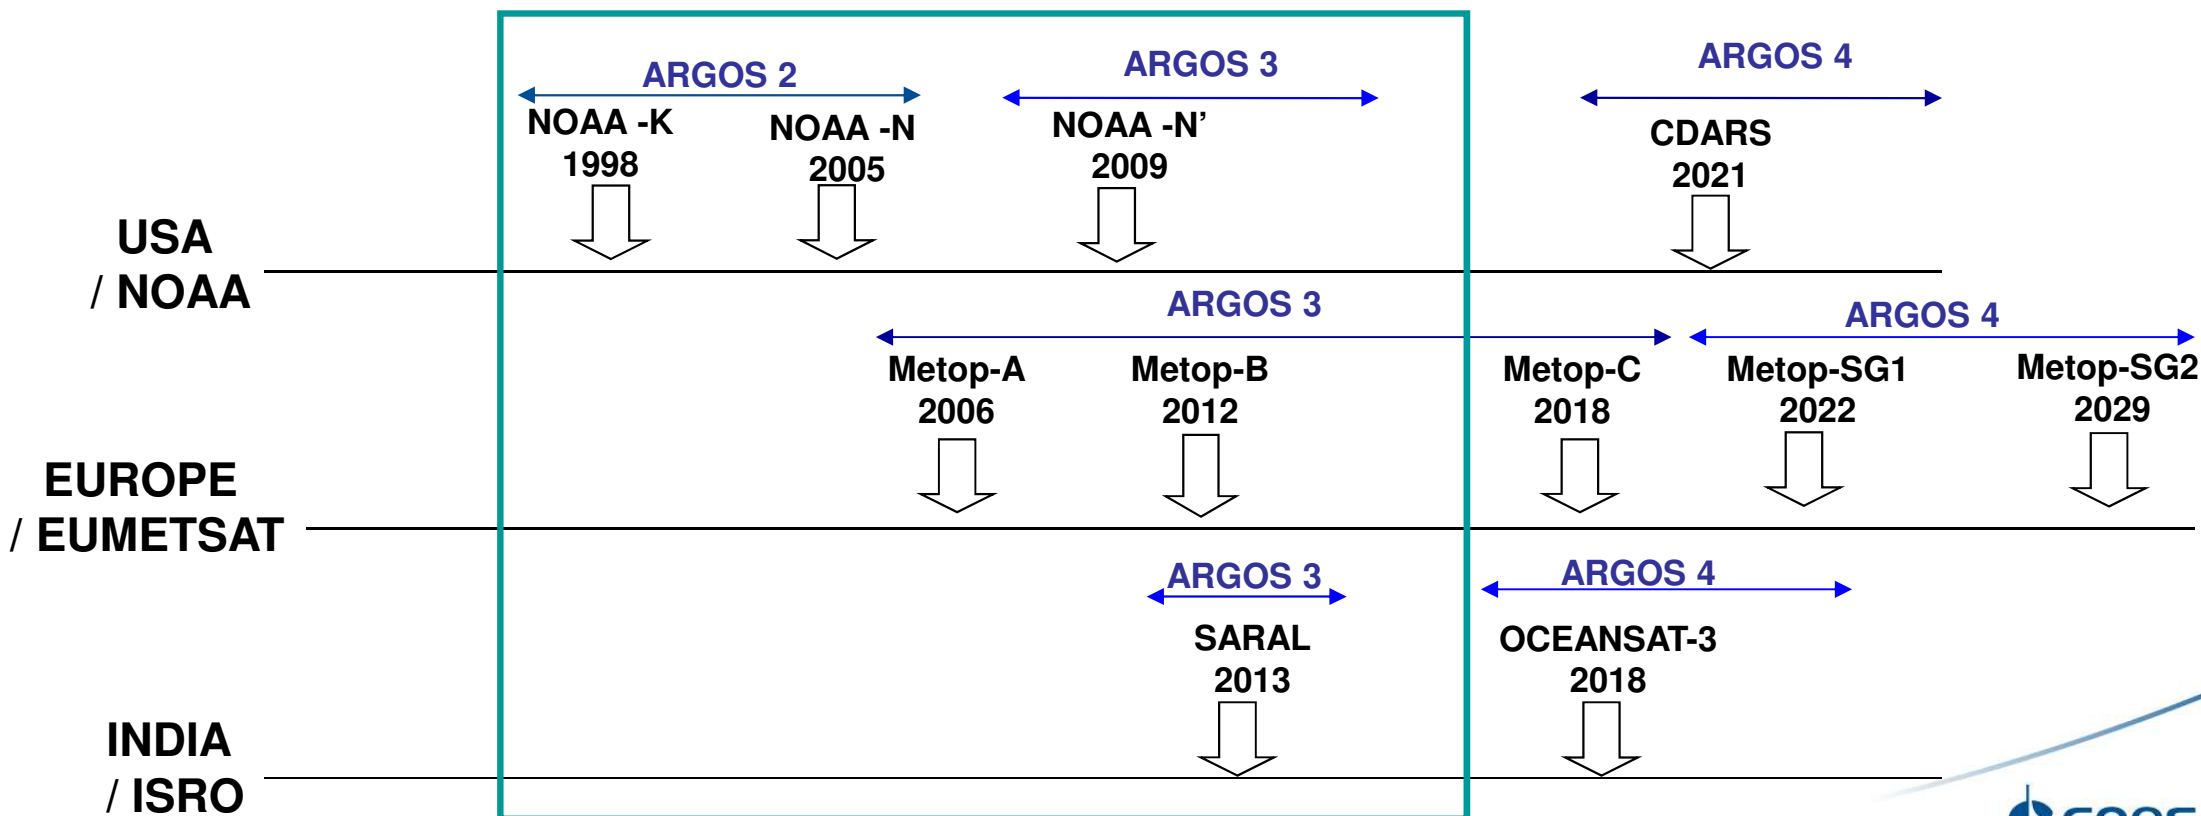 ARGOS 2
ARGOS 3
ARGOS 4
NOAA -K
1998
NOAA -N
2005
NOAA -N’
2009
CDARS
2021
USA
/ NOAA
ARGOS 3
ARGOS 4
Metop-A
2006
Metop-B
2012
Metop-C
2018
Metop-SG1
2022
Metop-SG2
2029
EUROPE
/ EUMETSAT
ARGOS 3
ARGOS 4
SARAL
2013
OCEANSAT-3
2018
INDIA
/ ISRO